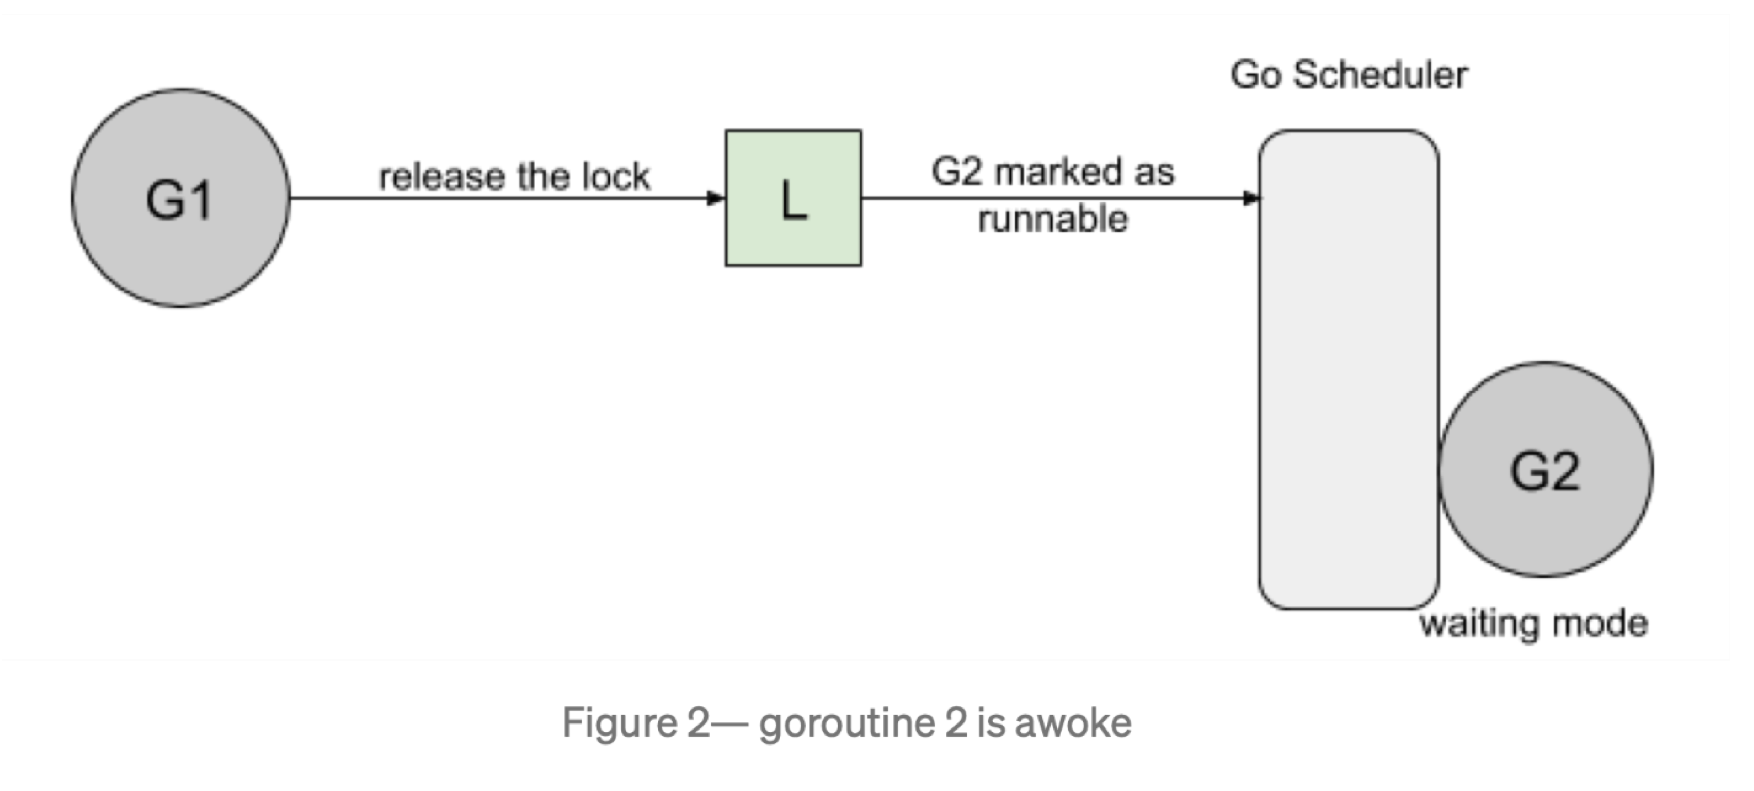 Go Scheduler
G1
release the lock
L
G2 marked as
runnable
G2
waiting mode
Figure 2— goroutine 2 is awoke